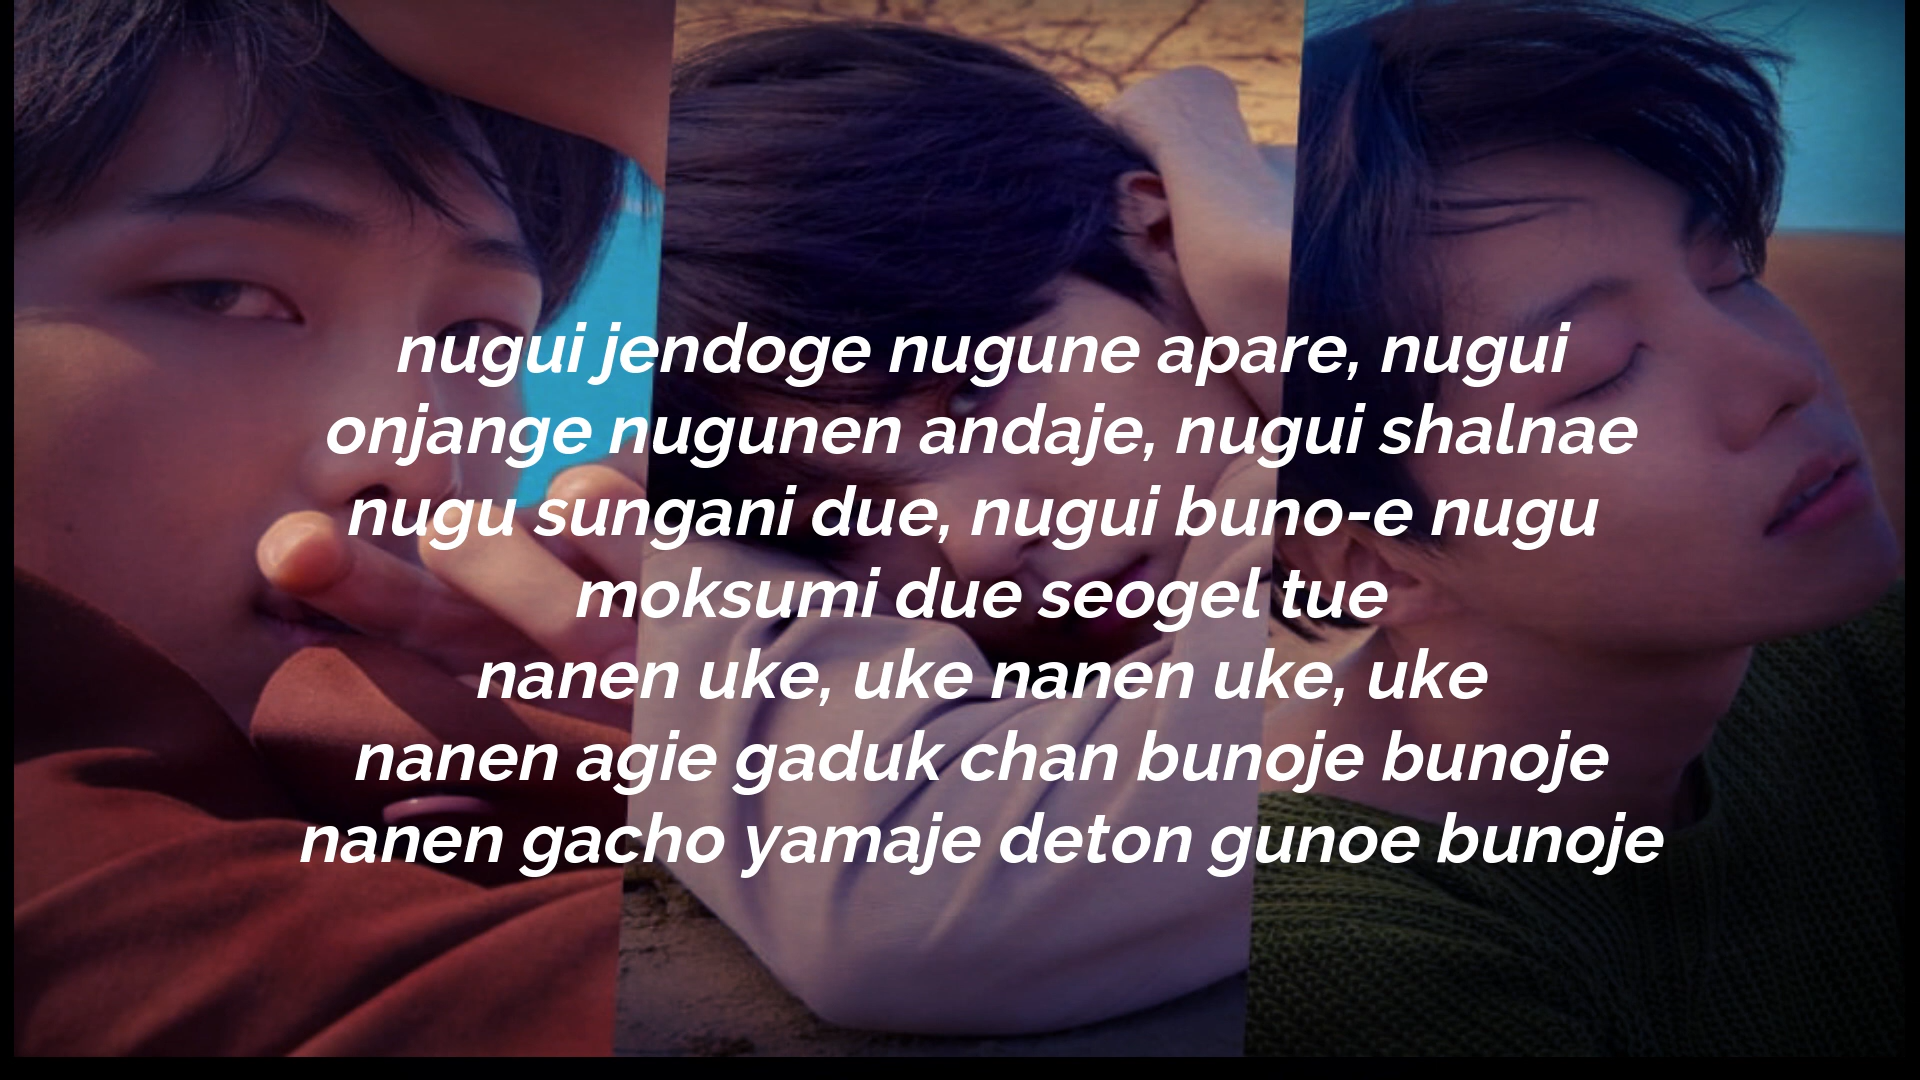 nugui jendoge nugune apare, nugui
onjange nugunen andaje, nugui shalnae
nugu sungani due, nugui buno-e nugu
moksumi due seogel tue
nanen uke, uke nanen uke, uke
nanen agie gaduk chan bunoje bunoje
nanen gacho yamaje deton gunoe bunoje